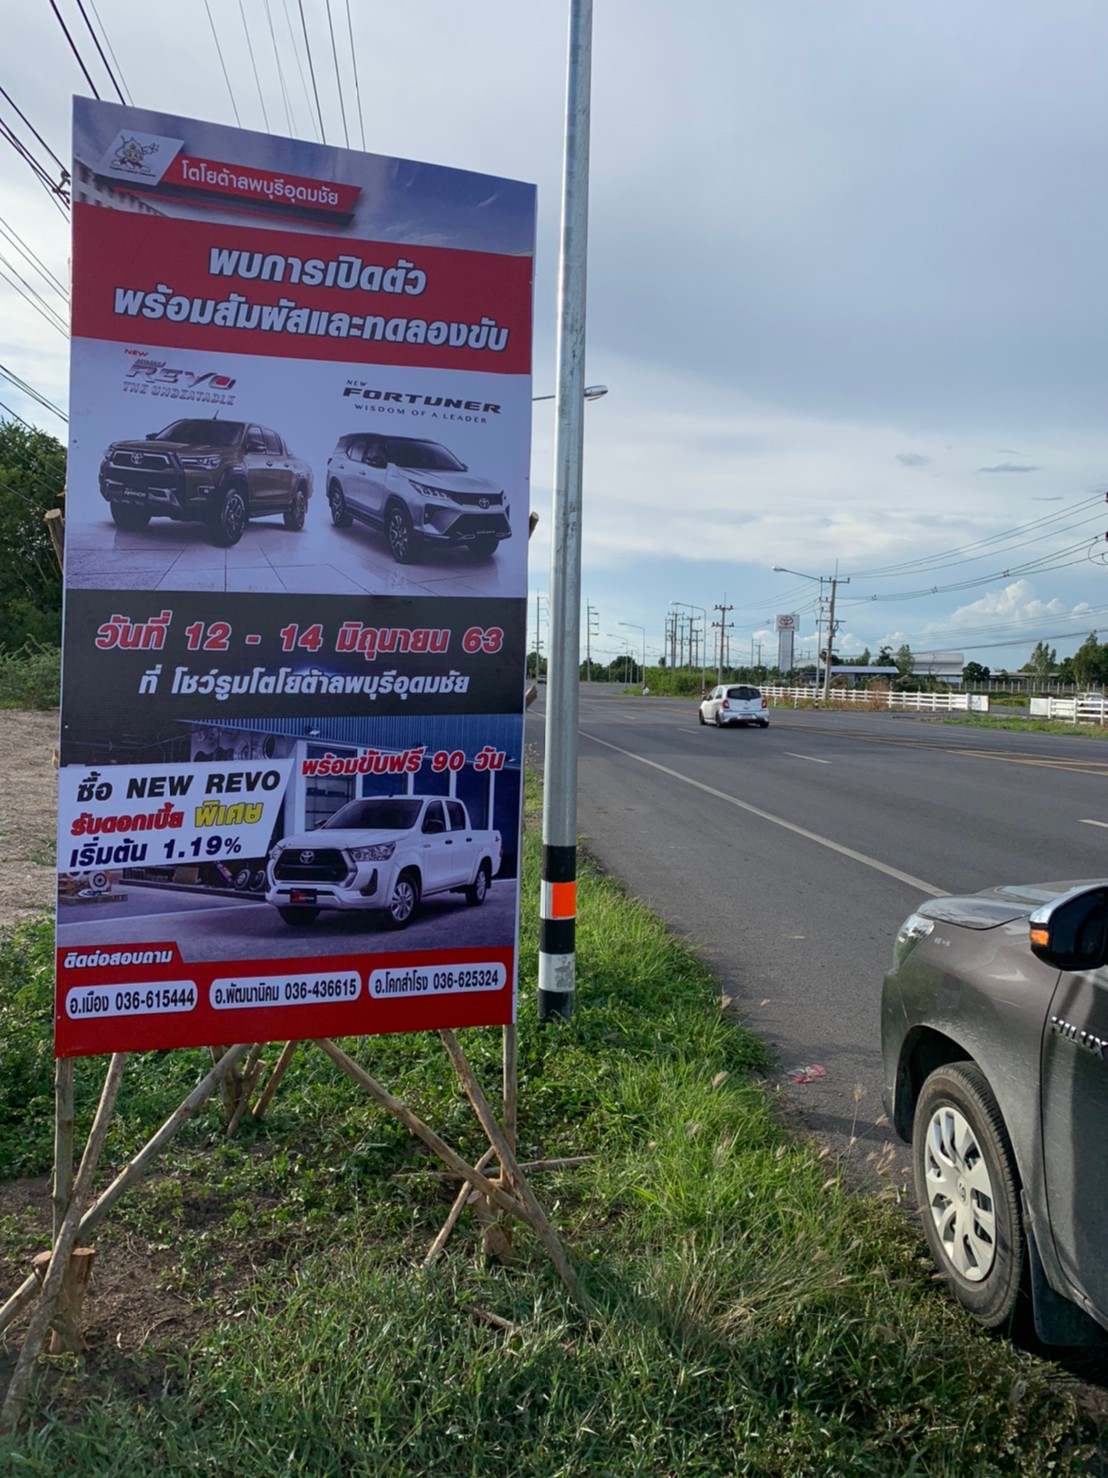 โตโยต้าลพบุรีอุดมชัย
พบการเปิดตัว
พร้อมสัมผัสและทดลองขับ
NEW
REVO
THE UNBEATABLE
NEW
FORTUNER
WISDOM OF A LEADER
วันที่ 12 - 14 มิถุนายน 63
ที่ โชว์รูมโตโยต้าลพบุรีอุดมชัย
พร้อมขับฟรี 90 วัน
ซื้อ NEW REVO
รับดอกเบี้ย พิเศษ
เริ่มต้น 1.19%
ติดต่อสอบถาม
อ.เมือง 036-615444
อ.พัฒนานิคม 036-436615
อ.โคกสำโรง 036-625324
HILUX